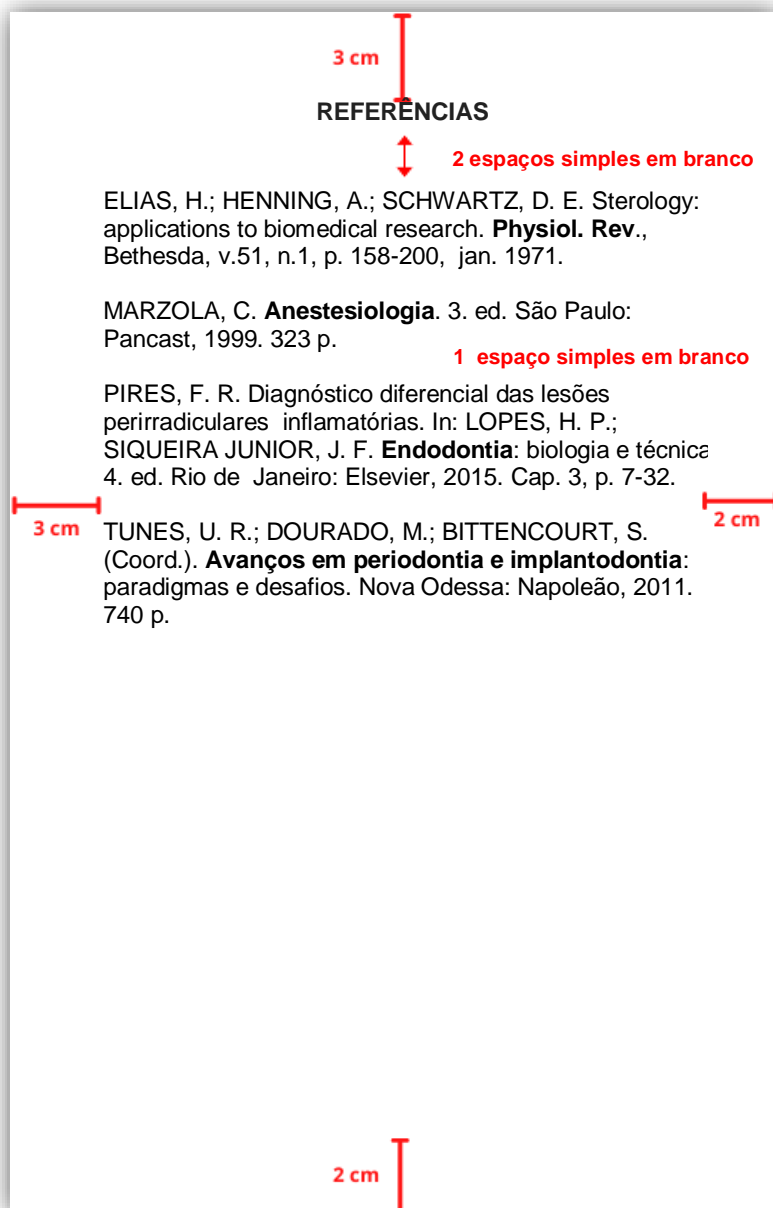 3 cm
REFERÊNCIAS
2 espaços simples em branco
ELIAS, H.; HENNING, A.; SCHWARTZ, D. E. Sterology:
applications to biomedical research. Physiol. Rev.,
Bethesda, v.51, n.1, p. 158-200, jan. 1971.
MARZOLA, C. Anestesiologia. 3. ed. São Paulo:
Pancast, 1999. 323 p.
1 espaço simples em branco
PIRES, F. R. Diagnóstico diferencial das lesões
perirradiculares inflamatórias. In: LOPES, H. P.;
SIQUEIRA JUNIOR, J. F. Endodontia: biologia e técnica
4. ed. Rio de Janeiro: Elsevier, 2015. Cap. 3, p. 7-32.
3 cm
2 cm
TUNES, U. R.; DOURADO, M.; BITTENCOURT, S.
(Coord.). Avanços em periodontia e implantodontia:
paradigmas e desafios. Nova Odessa: Napoleão, 2011.
740 p.
2 cm